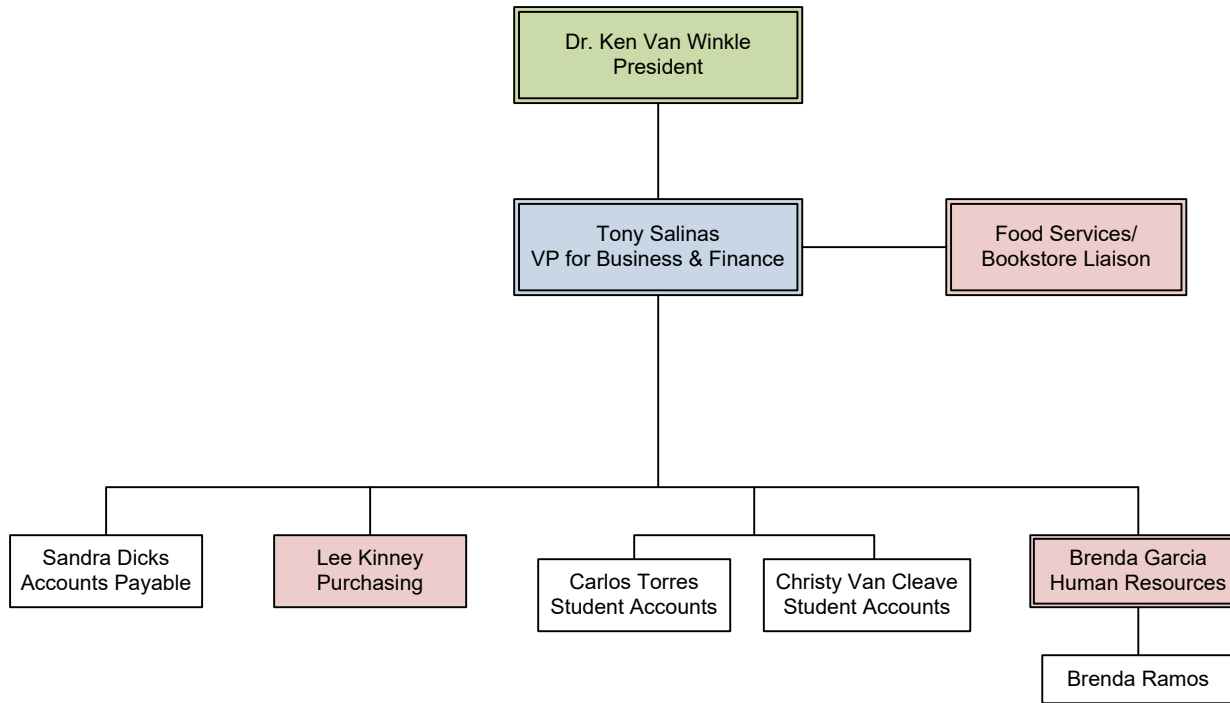 Dr. Ken Van Winkle
President
Tony Salinas
VP for Business & Finance
Food Services/
Bookstore Liaison
Sandra Dicks
Accounts Payable
Lee Kinney
Purchasing
Carlos Torres
Student Accounts
Christy Van Cleave
Student Accounts
Brenda Garcia
Human Resources
Brenda Ramos